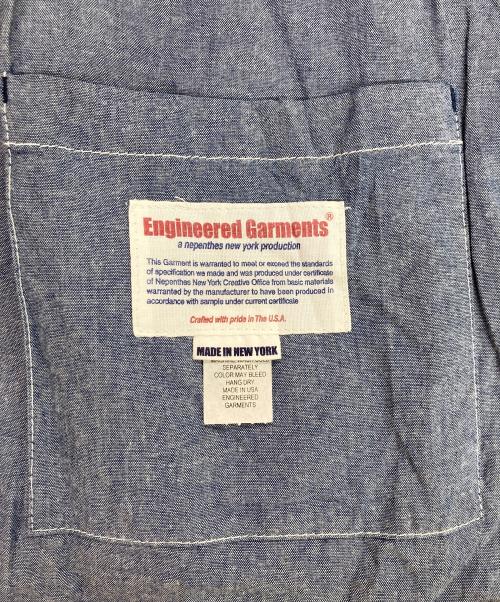 Engineered Garments®
a nepenthes new york production
This Garment is warranted to meet or exceed the standards
of specification we made and was produced under certificate
of Nepenthes New York Creative Office from basic materials
warranted by the manufacturer to have been produced in
accordance with sample under current certificate
Crafted with pride in The U.S.A.
MADE IN NEW YORK
SEPARATELY
COLOR MAY BLEED
HANG DRY
MADE IN USA
ENGINEERED
GARMENTS